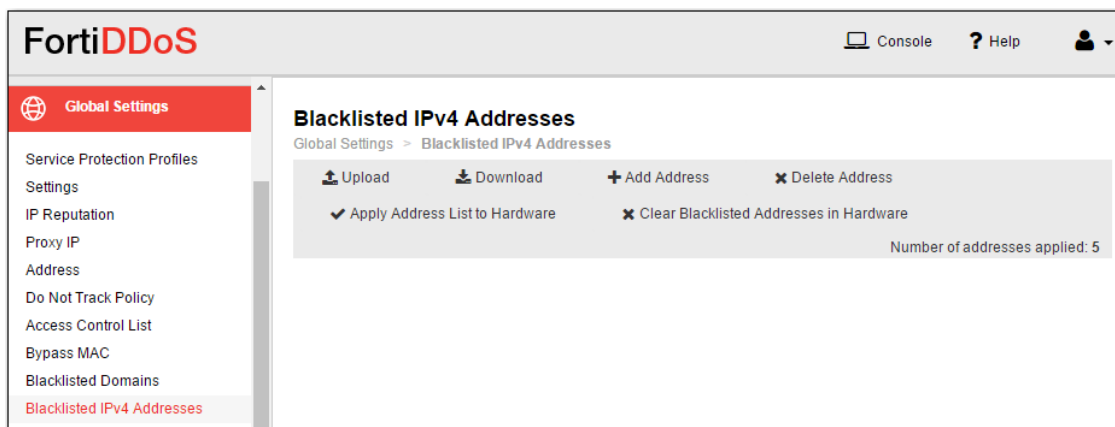 FortiDDoS
Console
? Help
Global Settings
Service Protection Profiles
Settings
IP Reputation
Proxy IP
Address
Do Not Track Policy
Access Control List
Bypass MAC
Blacklisted Domains
Blacklisted IPv4 Addresses
Blacklisted IPv4 Addresses
Global Settings > Blacklisted IPv4 Addresses
Upload Download Add Address Delete Address
Apply Address List to Hardware Clear Blacklisted Addresses in Hardware
Number of addresses applied: 5